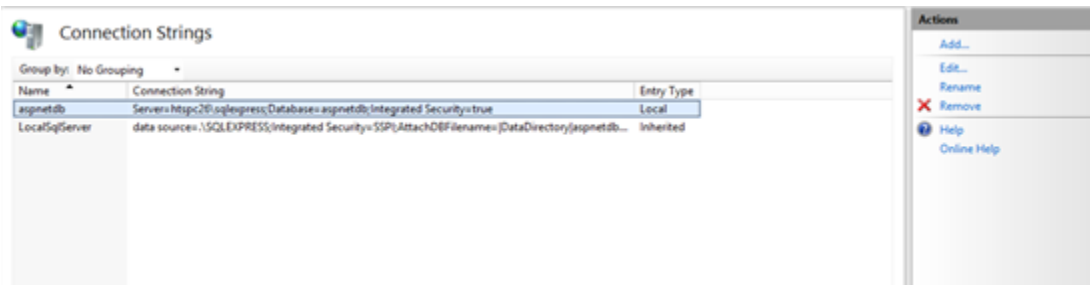 Connection Strings
Group by: No Grouping
Name Connection String Entry Type
aspnetdb Server=htspc26\sqlexpress;Database=aspnetdb;Integrated Security=true Local
LocalSqlServer data source=.\SQLEXPRESS;Integrated Security=SSPI;AttachDBFilename=|DataDirectory|aspnetdb... Inherited
Actions
Add...
Edit...
Rename
Remove
Help
Online Help